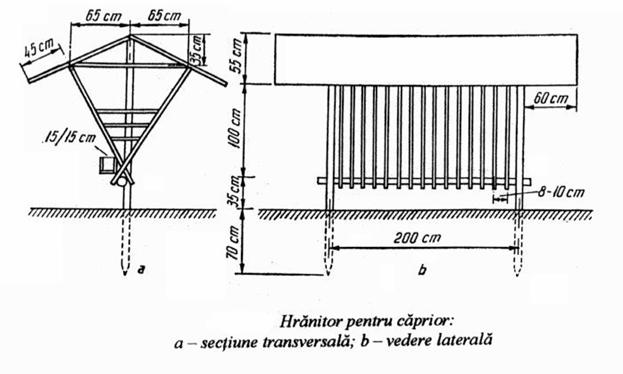 65 cm
65 cm
45 cm
35 cm
15/15 cm
a
55 cm
100 cm
35 cm
70 cm
60 cm
8-10 cm
200 cm
b
Hrănitor pentru căprior:
a – secțiune transversală; b – vedere laterală